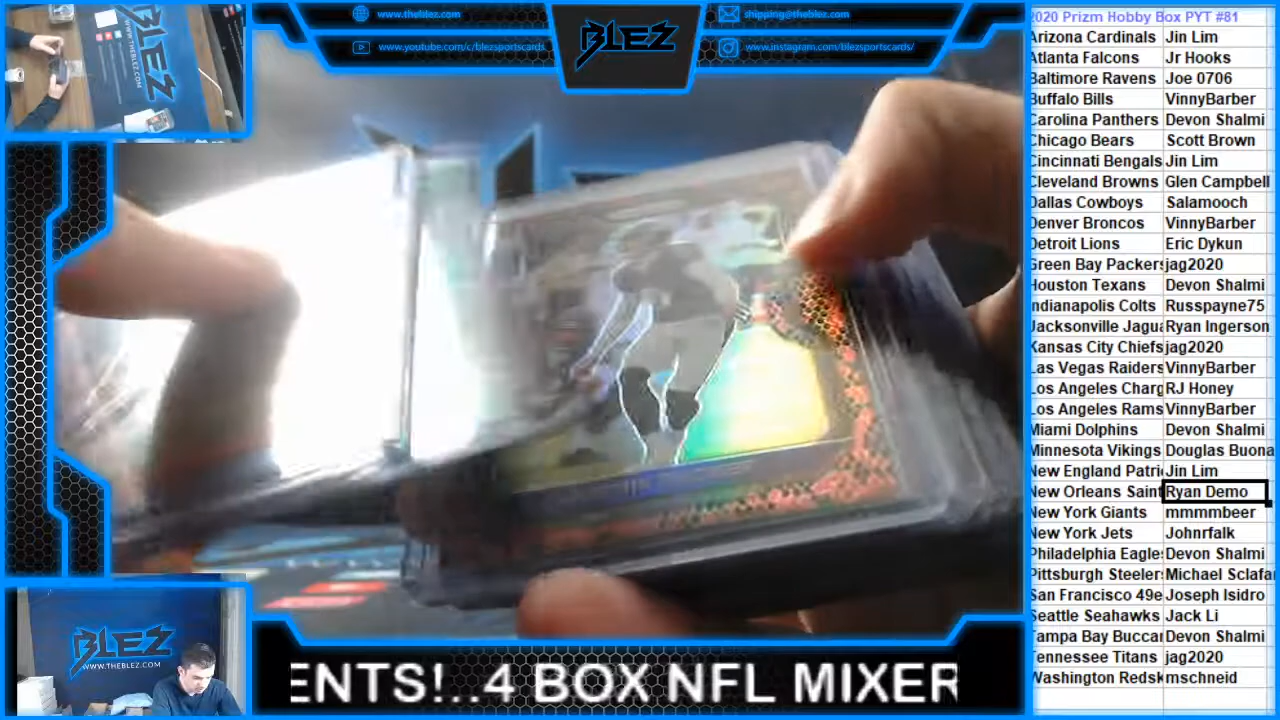 www.theblez.com
shipping@theblez.com
www.youtube.com/c/blezsportscards
www.instagram.com/blezsportscards/
BLEZ
BLEZ
WWW.THEBLEZ.COM
BLEZ
WWW.THEBLEZ.COM
ENTS!..4 BOX NFL MIXER
2020 Prizm Hobby Box PYT #81
Arizona Cardinals Jin Lim
Atlanta Falcons Jr Hooks
Baltimore Ravens Joe 0706
Buffalo Bills VinnyBarber
Carolina Panthers Devon Shalmi
Chicago Bears Scott Brown
Cincinnati Bengals Jin Lim
Cleveland Browns Glen Campbell
Dallas Cowboys Salamooch
Denver Broncos VinnyBarber
Detroit Lions Eric Dykun
Green Bay Packers jag2020
Houston Texans Devon Shalmi
Indianapolis Colts Russpayne75
Jacksonville Jagua Ryan Ingerson
Kansas City Chiefs jag2020
Las Vegas Raiders VinnyBarber
Los Angeles Charg RJ Honey
Los Angeles Rams VinnyBarber
Miami Dolphins Devon Shalmi
Minnesota Vikings Douglas Buona
New England Patri Jin Lim
New Orleans Saint Ryan Demo
New York Giants mmmmbeer
New York Jets Johnrfalk
Philadelphia Eagles Devon Shalmi
Pittsburgh Steelers Michael Sclafan
San Francisco 49e Joseph Isidro
Seattle Seahawks Jack Li
Tampa Bay Buccan Devon Shalmi
Tennessee Titans jag2020
Washington Redsk mschneid